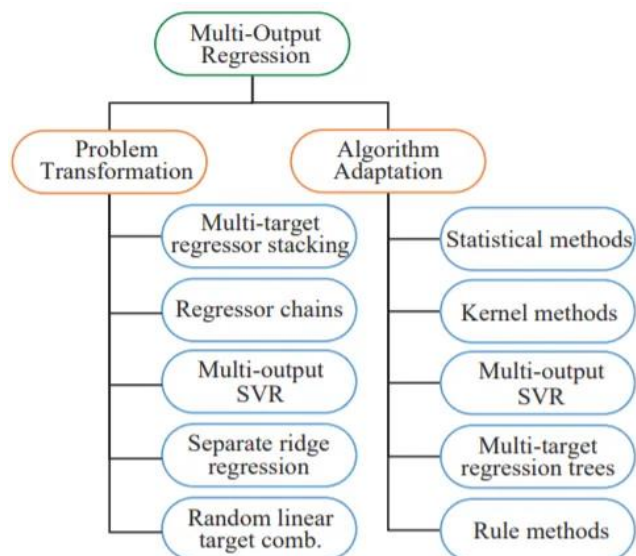 Multi-Output
Regression
Problem
Transformation
Algorithm
Adaptation
Multi-target
regressor stacking
Regressor chains
Multi-output
SVR
Separate ridge
regression
Random linear
target comb.
Statistical methods
Kernel methods
Multi-output
SVR
Multi-target
regression trees
Rule methods